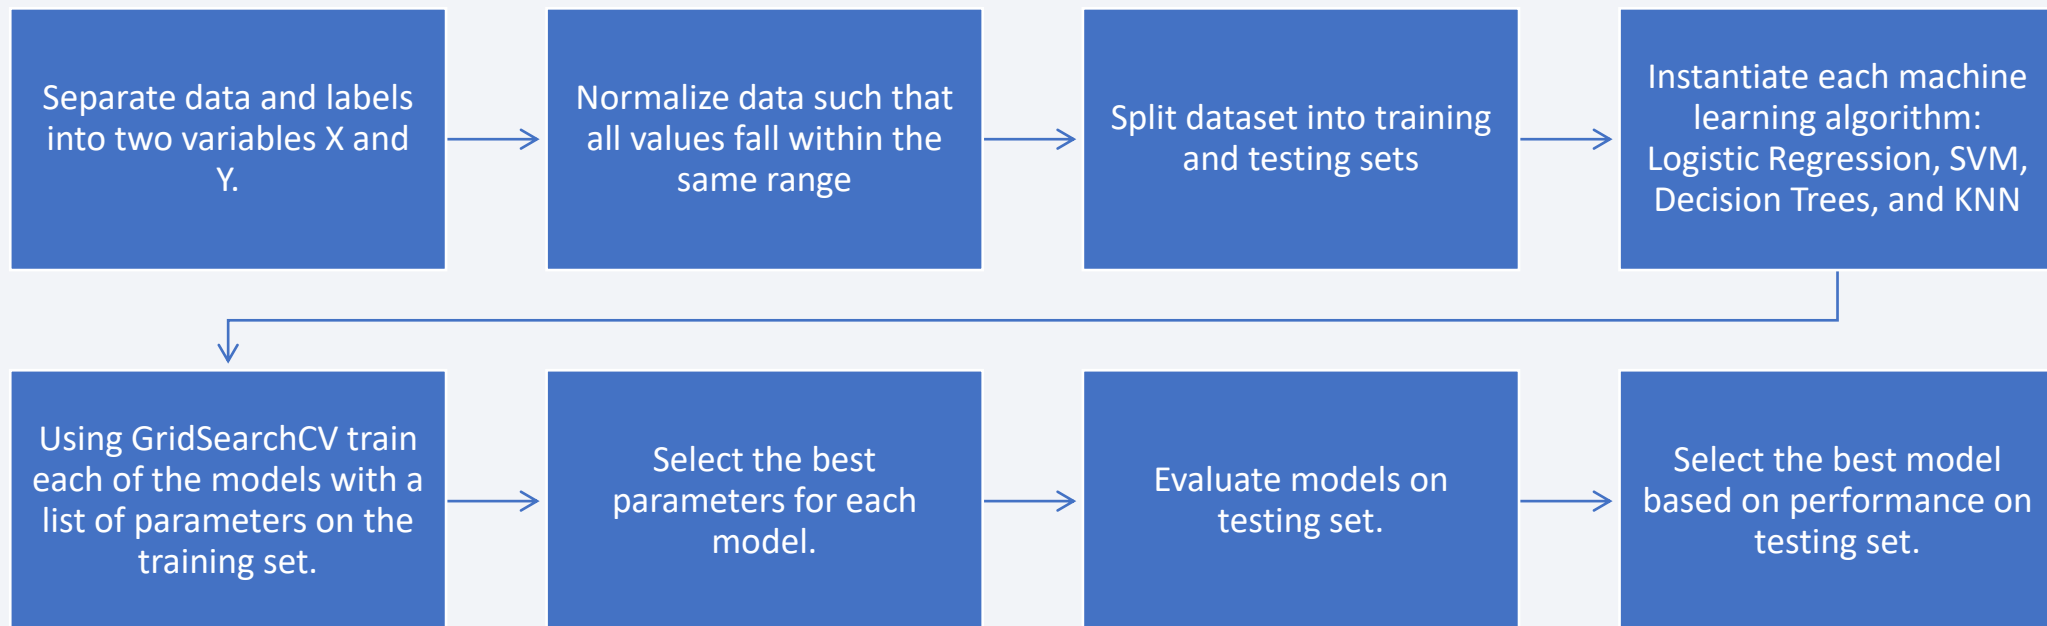 Separate data and labels
into two variables X and
Y.
Normalize data such that
all values fall within the
same range
Split dataset into training
and testing sets
Instantiate each machine
learning algorithm:
Logistic Regression, SVM,
Decision Trees, and KNN
Using GridSearchCV train
each of the models with a
list of parameters on the
training set.
Select the best
parameters for each
model.
Evaluate models on
testing set.
Select the best model
based on performance on
testing set.